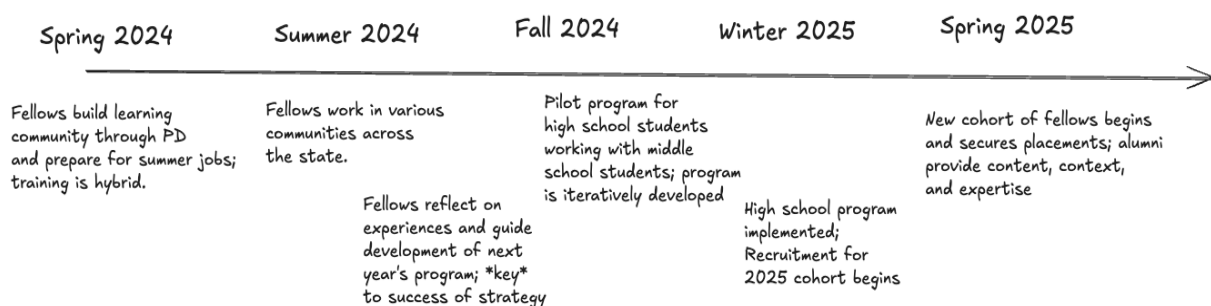 Spring 2024
Summer 2024
Fall 2024
Winter 2025
Spring 2025
Fellows build learning
community through PD
and prepare for summer jobs;
training is hybrid.
Fellows work in various
communities across
the state.
Fellows reflect on
experiences and guide
development of next
year's program; *key*
to success of strategy
Pilot program for
high school students
working with middle
school students; program
is iteratively developed
High school program
implemented;
Recruitment for
2025 cohort begins
New cohort of fellows begins
and secures placements; alumni
provide content, context,
and expertise